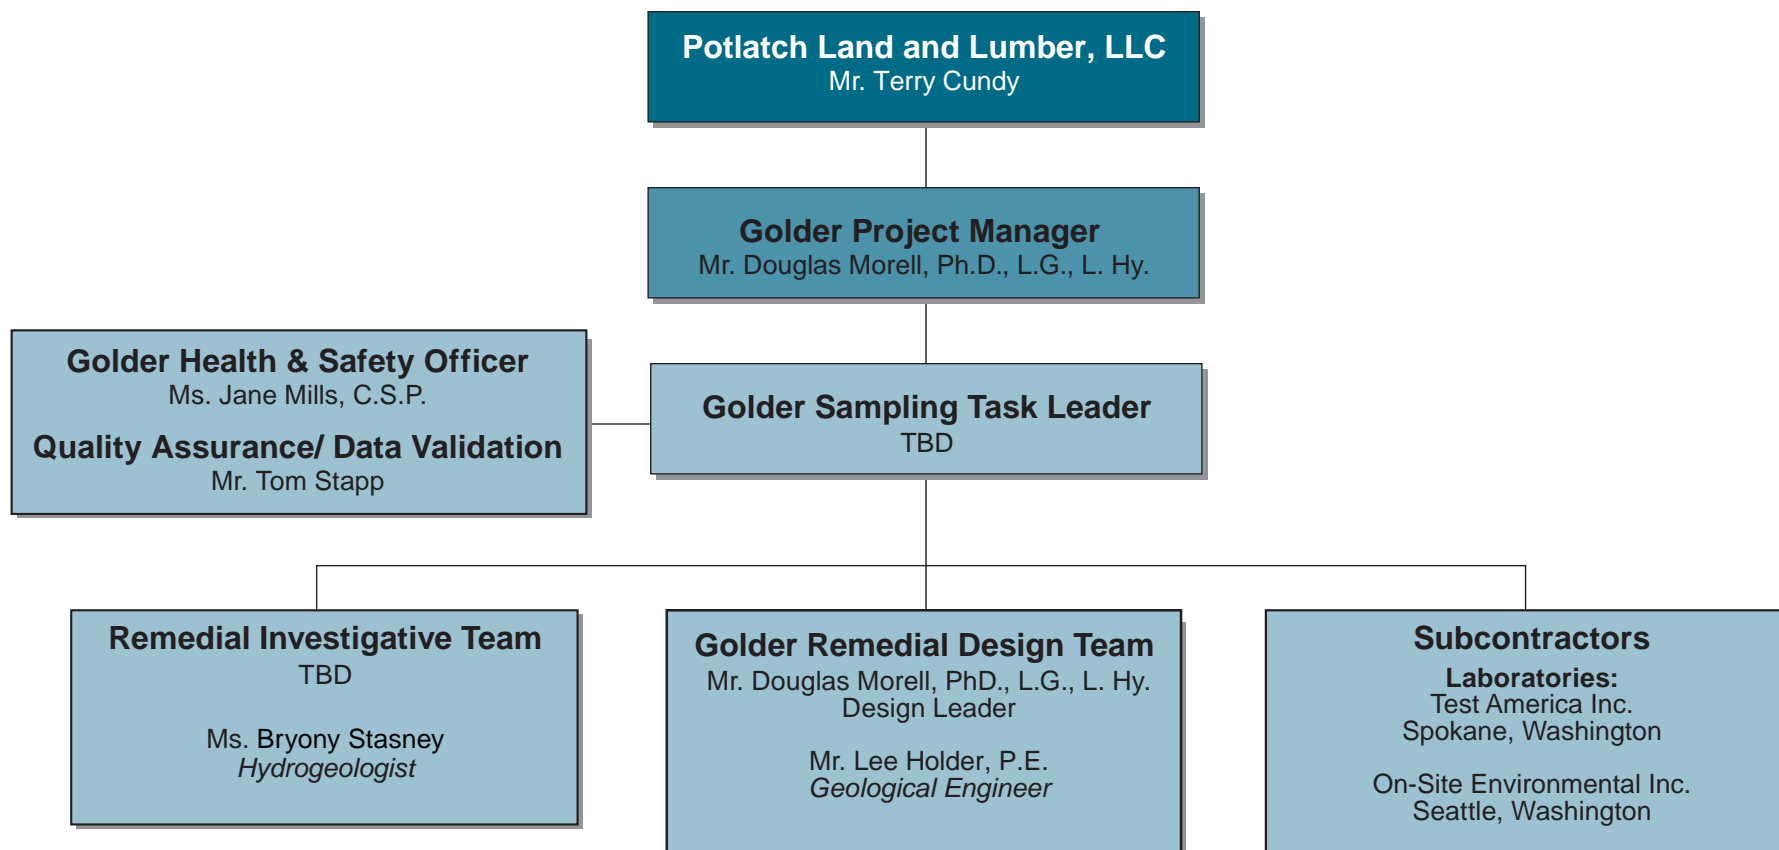 Potlatch Land and Lumber, LLC
Mr. Terry Cundy
Golder Project Manager
Mr. Douglas Morell, Ph.D., L.G., L. Hy.
Golder Health & Safety Officer
Ms. Jane Mills, C.S.P.
Quality Assurance/ Data Validation
Mr. Tom Stapp
Golder Sampling Task Leader
TBD
Remedial Investigative Team
TBD
Ms. Bryony Stasney
Hydrogeologist
Golder Remedial Design Team
Mr. Douglas Morell, PhD., L.G., L. Hy.
Design Leader
Mr. Lee Holder, P.E.
Geological Engineer
Subcontractors
Laboratories:
Test America Inc.
Spokane, Washington
On-Site Environmental Inc.
Seattle, Washington